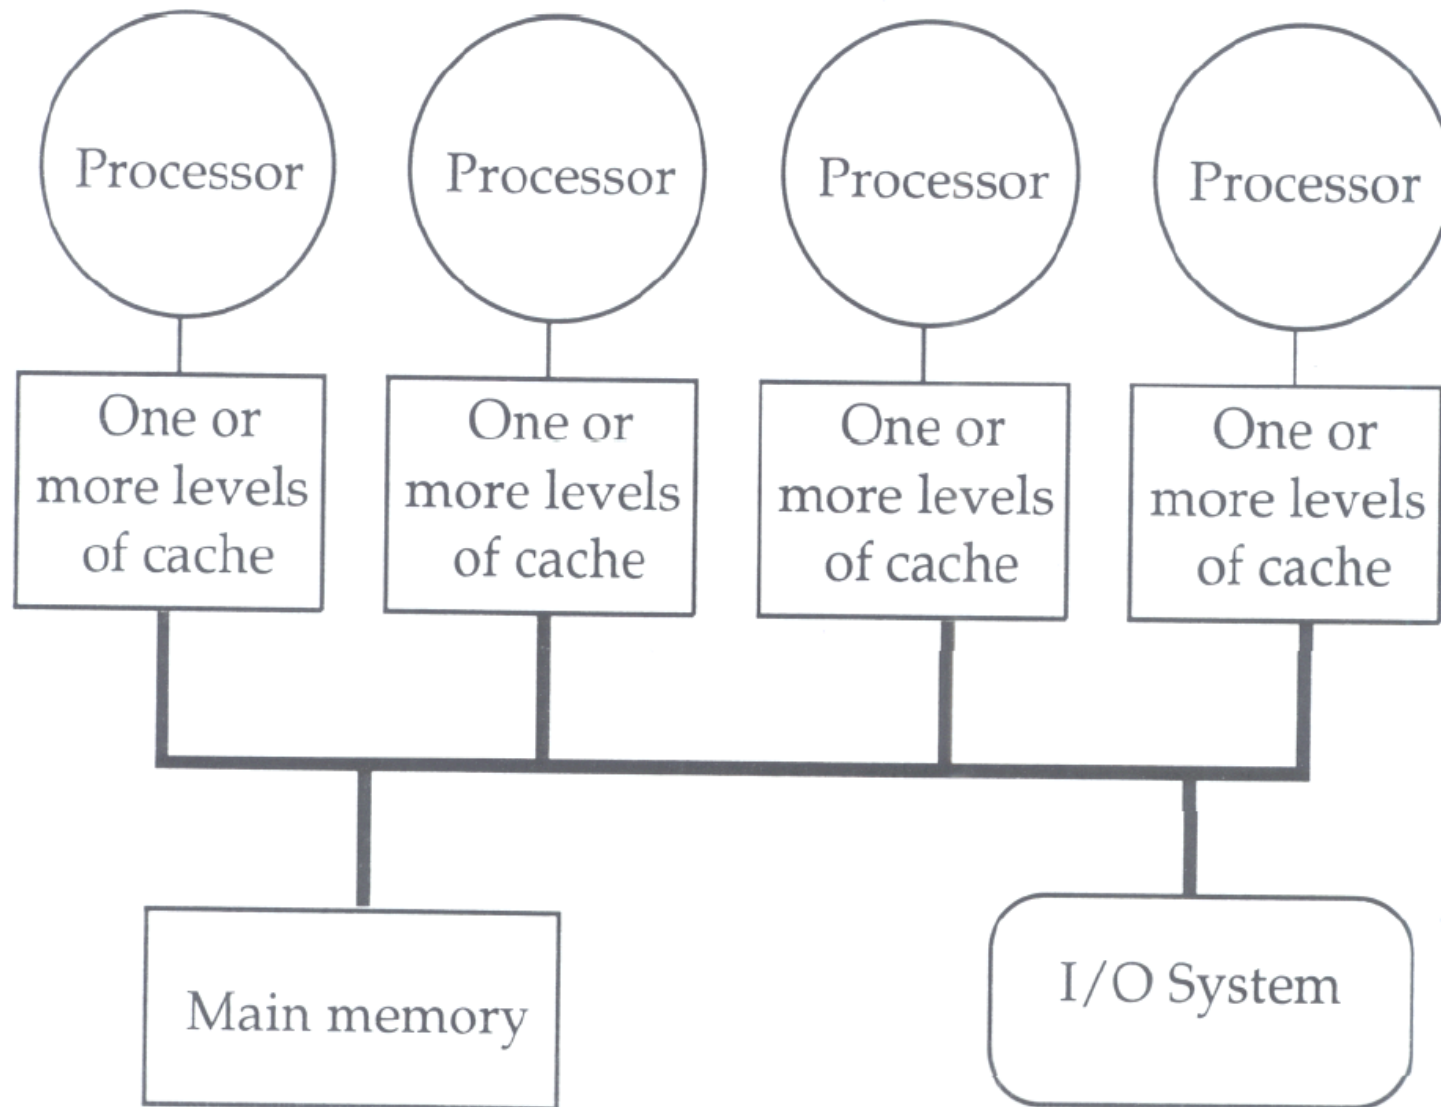 Processor
Processor
Processor
Processor
One or
more levels
of cache
One or
more levels
of cache
One or
more levels
of cache
One or
more levels
of cache
Main memory
I/O System